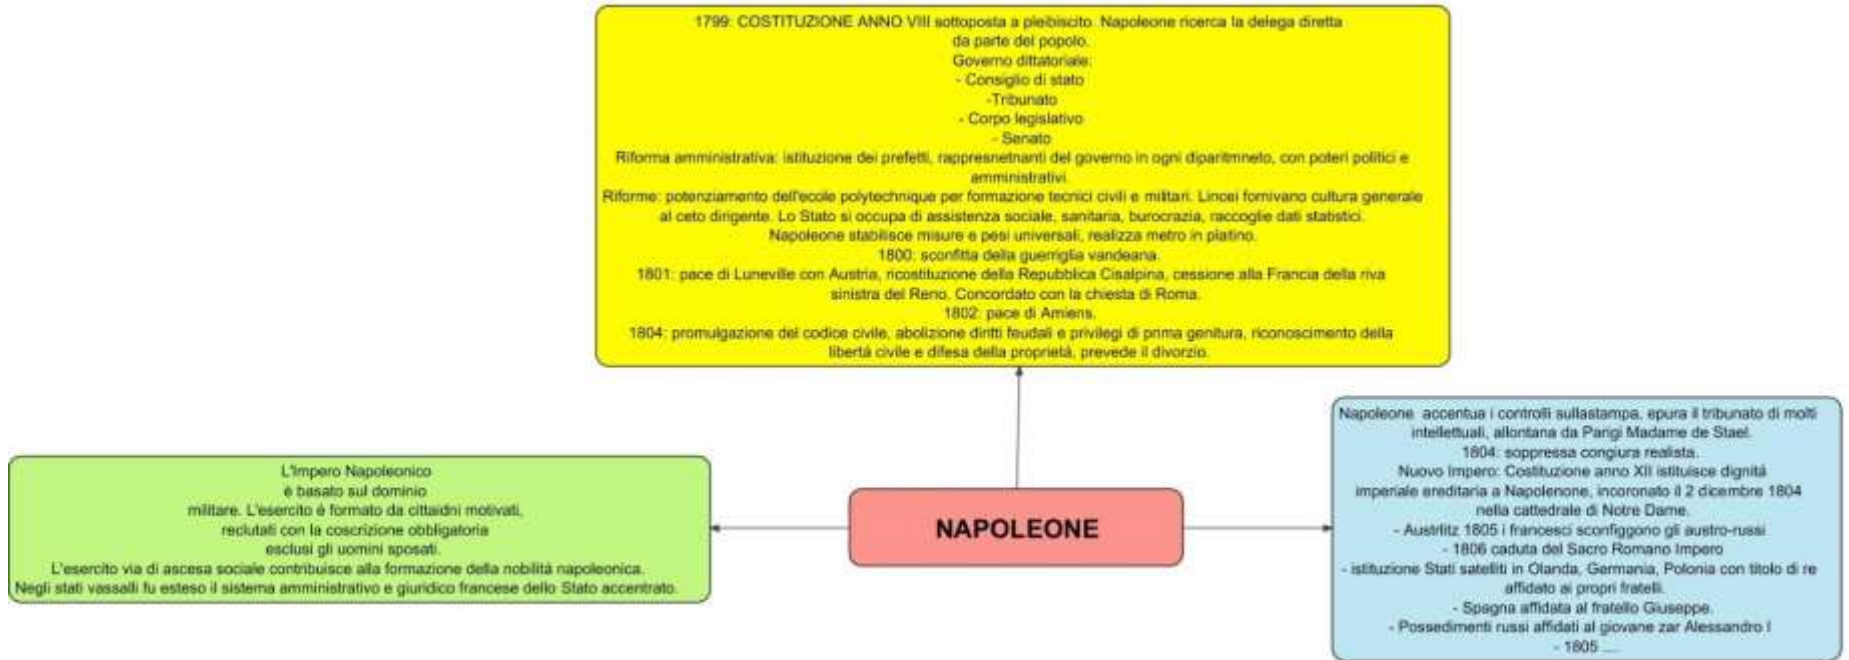 1799: COSTITUZIONE ANNO VIII sottoposta a pleibiscito. Napoleone ricerca la delega diretta
da parte del popolo.
Governo dittatoriale:
- Consiglio di stato
-Tribunato
- Corpo legislativo
- Senato
Riforma amministrativa: istituzione dei prefetti, rappresnetnanti del governo in ogni diparitmneto, con poteri politici e
amministrativi.
Riforme: potenziamento dell'ecole polytechnique per formazione tecnici civili e militari. Lincei fornivano cultura generale
al ceto dirigente. Lo Stato si occupa di assistenza sociale, sanitaria, burocrazia, raccoglie dati statistici.
Napoleone stabilisce misure e pesi universali, realizza metro in platino.
1800: sconfitta della guerriglia vandeana.
1801: pace di Luneville con Austria, ricostituzione della Repubblica Cisalpina, cessione alla Francia della riva
sinistra del Reno. Concordato con la chiesta di Roma.
1802: pace di Amiens.
1804: promulgazione del codice civile, abolizione diritti feudali e privilegi di prima genitura, riconoscimento della
libertà civile e difesa della proprietà, prevede il divorzio.
L'Impero Napoleonico
è basato sul dominio
militare. L'esercito è formato da cittaidni motivati,
reclutati con la coscrizione obbligatoria
esclusi gli uomini sposati.
L'esercito via di ascesa sociale contribuisce alla formazione della nobilità napoleonica.
Negli stati vassalli fu esteso il sistema amministrativo e giuridico francese dello Stato accentrato.
NAPOLEONE
Napoleone accentua i controlli sullastampa, epura il tribunato di molti
intellettuali, allontana da Parigi Madame de Stael.
1804: soppressa congiura realista.
Nuovo Impero: Costituzione anno XII istituisce dignità
imperiale ereditaria a Napolenone, incoronato il 2 dicembre 1804
nella cattedrale di Notre Dame.
- Austrlitz 1805 i francesci sconfiggono gli austro-russi
- 1806 caduta del Sacro Romano Impero
- istituzione Stati satelliti in Olanda, Germania, Polonia con titolo di re
affidato ai propri fratelli.
- Spagna affidata al fratello Giuseppe.
- Possedimenti russi affidati al giovane zar Alessandro I
- 1805 ....